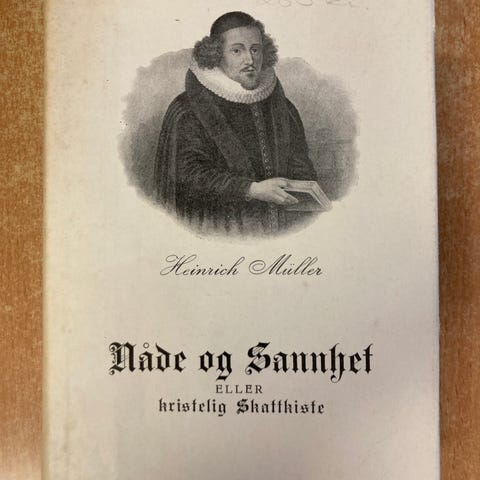 Heinrich Müller
Nåde og Sannhet
ELLER
kristelig Skattkiste